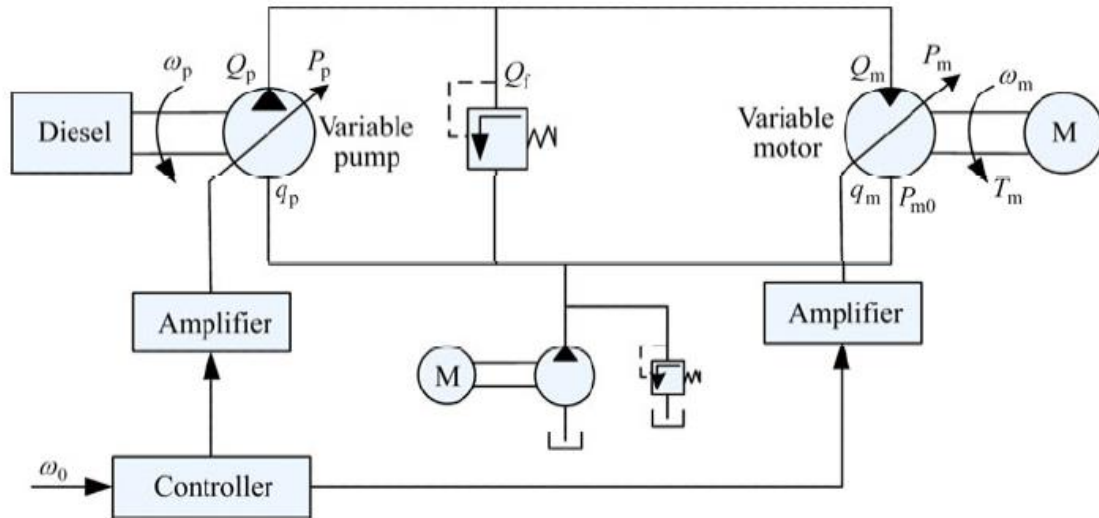 ωp
Qp
Pp
Qf
Qm
Pm
ωm
Diesel
Variable
pump
Variable
motor
M
qp
qm
Pm0
T̅m
Amplifier
Amplifier
M
ω0
Controller